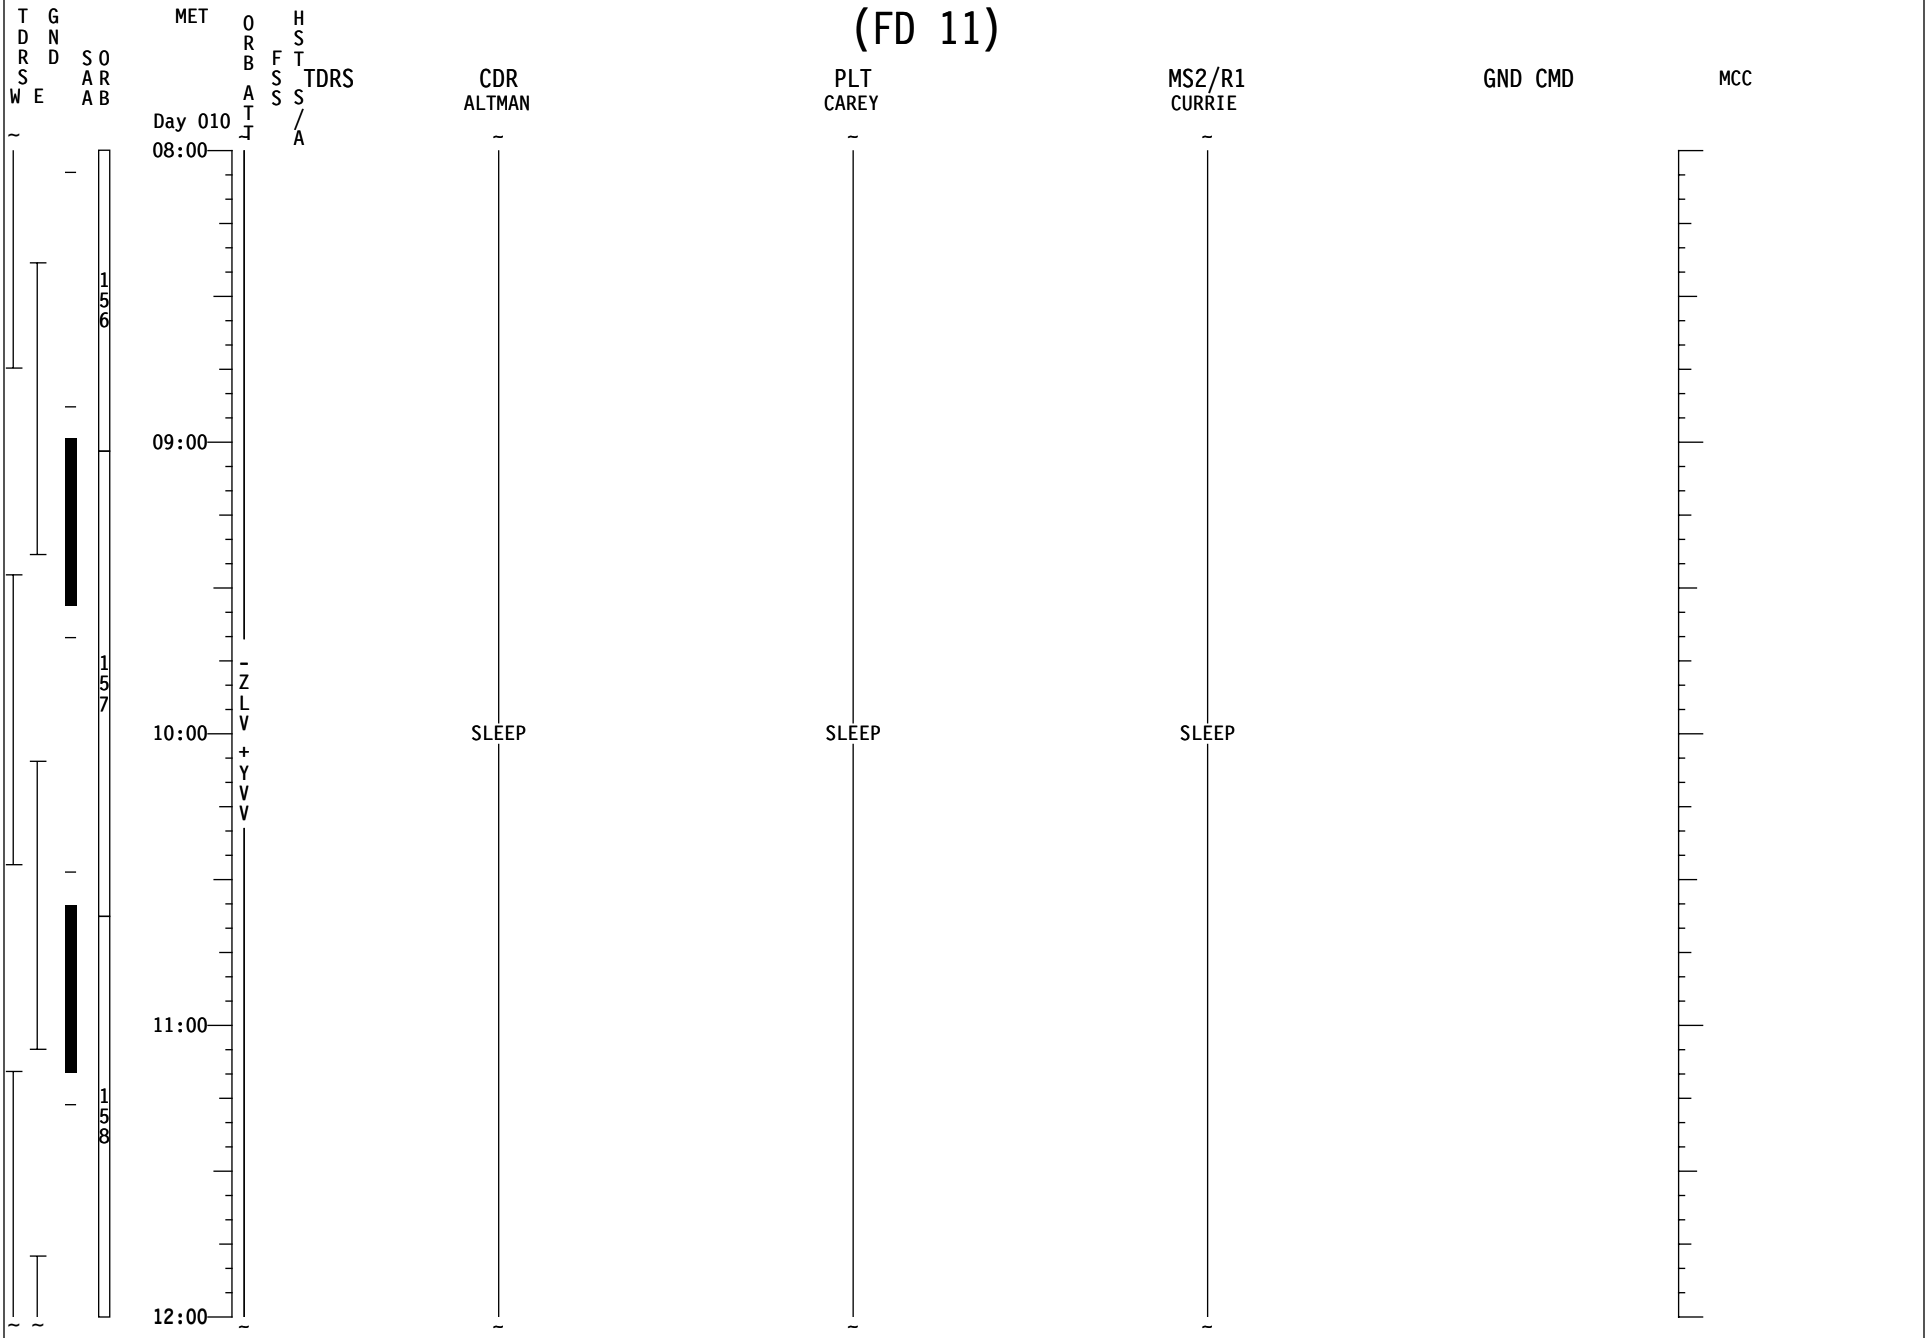 (FD 11)
TDRS
W E
GND
SAA
ORB
MET
ORB ATT
FSS
HST S/A
TDRS
CDR
ALTMAN
PLT
CAREY
MS2/R1
CURRIE
GND CMD
MCC
Day 010
~ ~ ~ ~ ~
08:00
156
09:00
157
-ZLV +YVV
10:00
SLEEP SLEEP SLEEP
11:00
158
12:00
~ ~ ~ ~ ~ ~